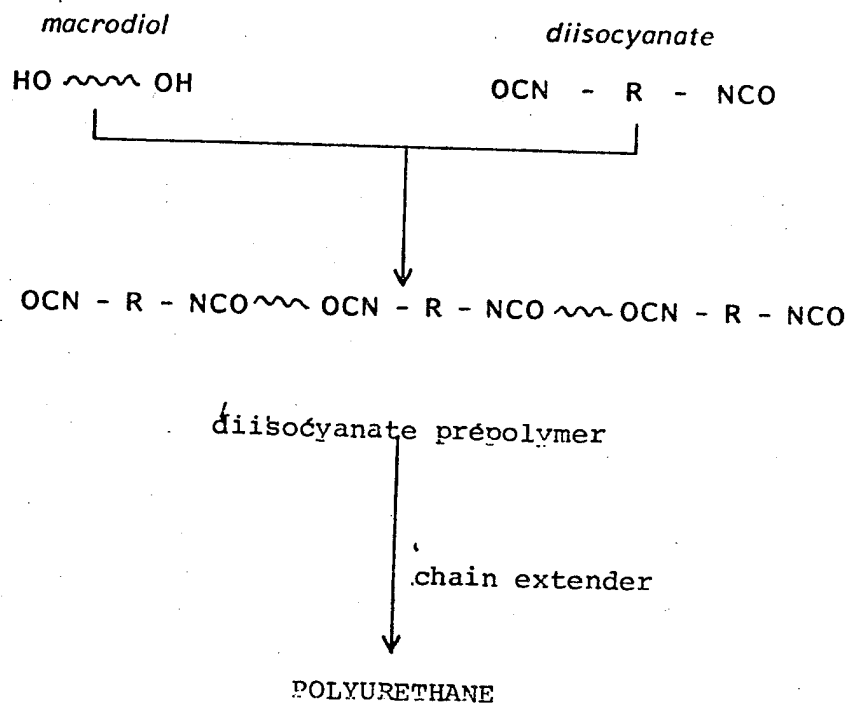 macrodiol
diisocyanate
HO OH
OCN - R - NCO
OCN - R - NCO OCN - R - NCO OCN - R - NCO
diisocyanate prepolymer
chain extender
POLYURETHANE